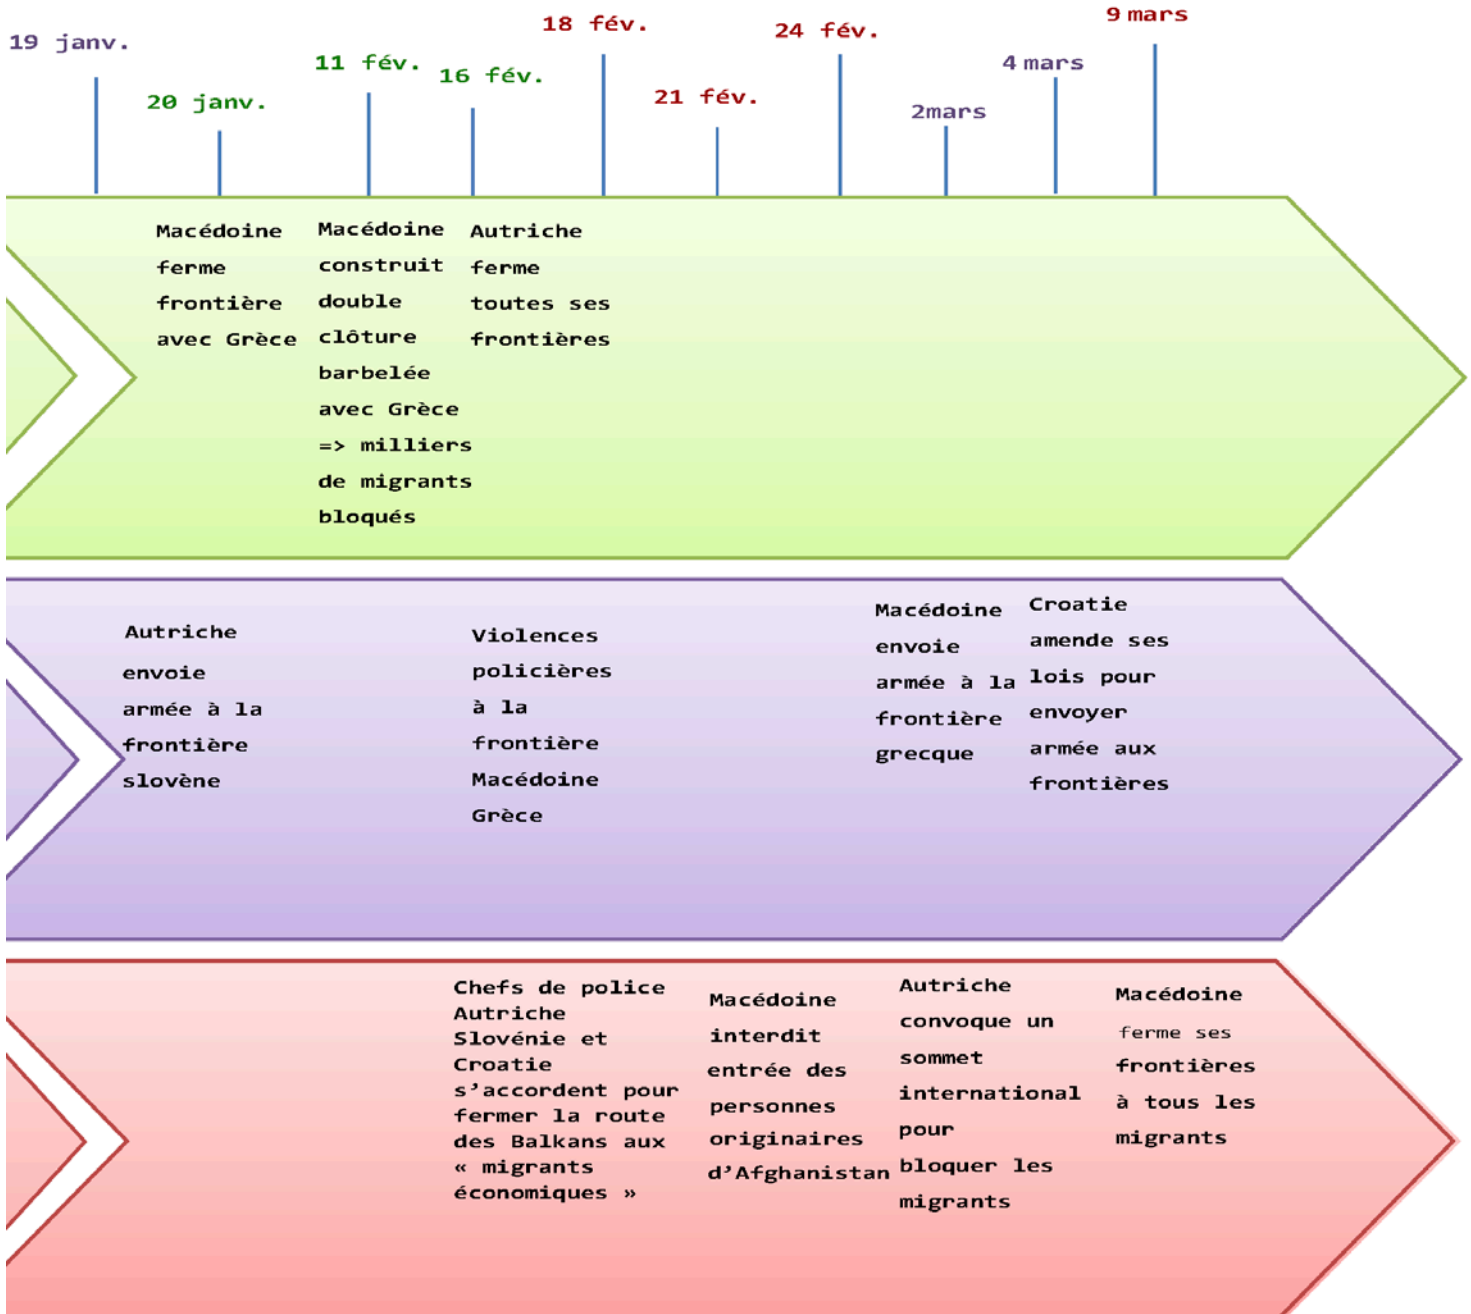 19 janv.
20 janv.
11 fév.
16 fév.
18 fév.
21 fév.
24 fév.
2mars
4 mars
9 mars
Macédoine
ferme
frontière
avec Grèce
Macédoine
construit
double
clôture
barbelée
avec Grèce
=> milliers
de migrants
bloqués
Autriche
ferme
toutes ses
frontières
Autriche
envoie
armée à la
frontière
slovène
Violences
policières
à la
frontière
Macédoine
Grèce
Macédoine
envoie
armée à la
frontière
grecque
Croatie
amende ses
lois pour
envoyer
armée aux
frontières
Chefs de police
Autriche
Slovénie et
Croatie
s’accordent pour
fermer la route
des Balkans aux
« migrants
économiques »
Macédoine
interdit
entrée des
personnes
originaires
d’Afghanistan
Autriche
convoque un
sommet
international
pour
bloquer les
migrants
Macédoine
ferme ses
frontières
à tous les
migrants